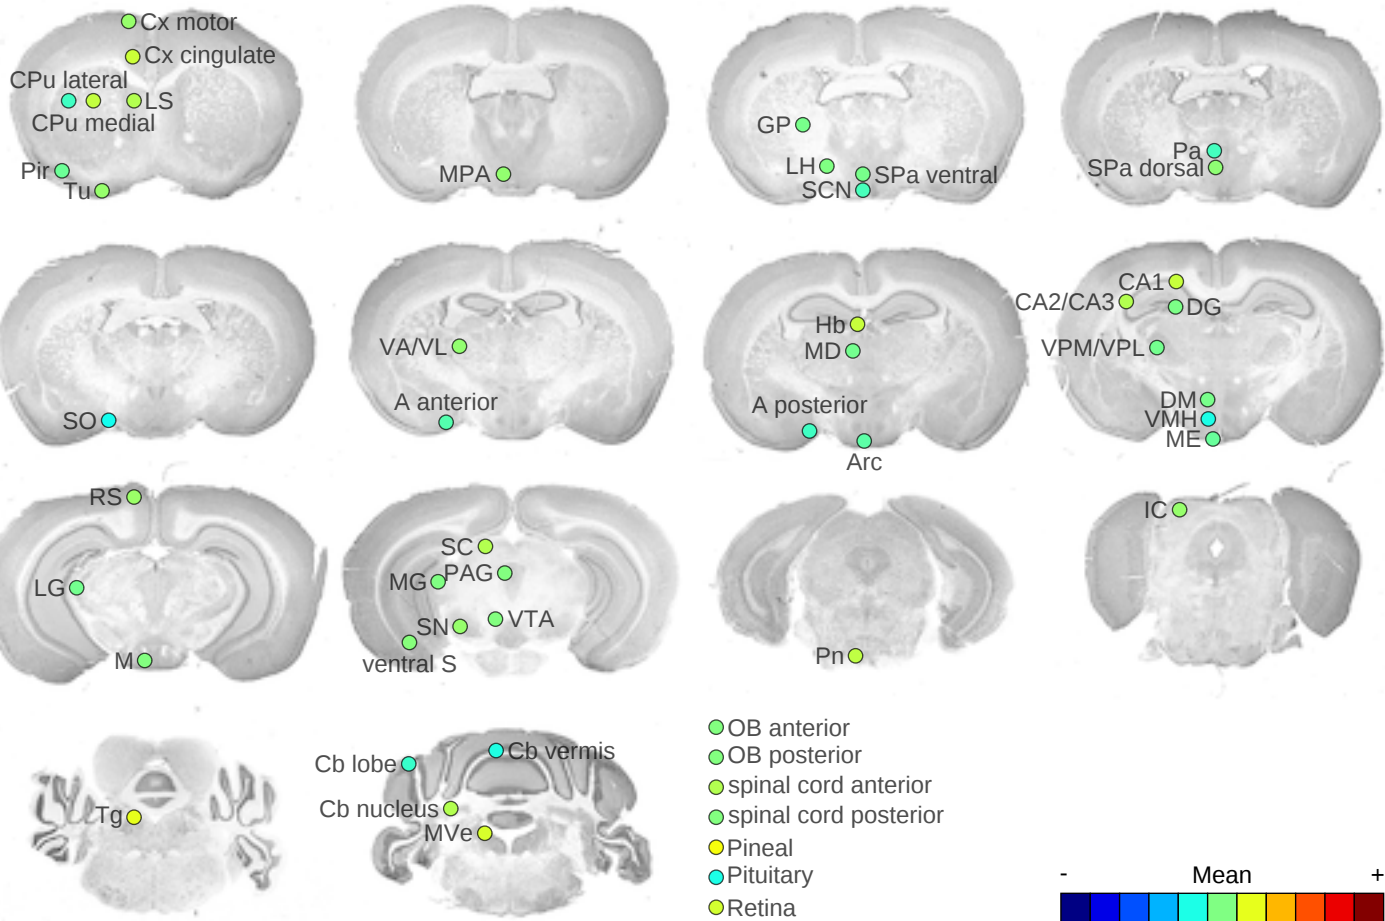 Cx motor
Cx cingulate
CPu lateral
LS
CPu medial
Pir
Tu
MPA
GP
LH
SPa ventral
SCN
Pa
SPa dorsal
SO
VA/VL
A anterior
Hb
MD
A posterior
Arc
CA1
CA2/CA3
DG
VPM/VPL
DM
VMH
ME
RS
LG
M
SC
MG
PAG
SN
VTA
ventral S
Pn
IC
Tg
Cb lobe
Cb vermis
Cb nucleus
MVe
OB anterior
OB posterior
spinal cord anterior
spinal cord posterior
Pineal
Pituitary
Retina
- Mean +